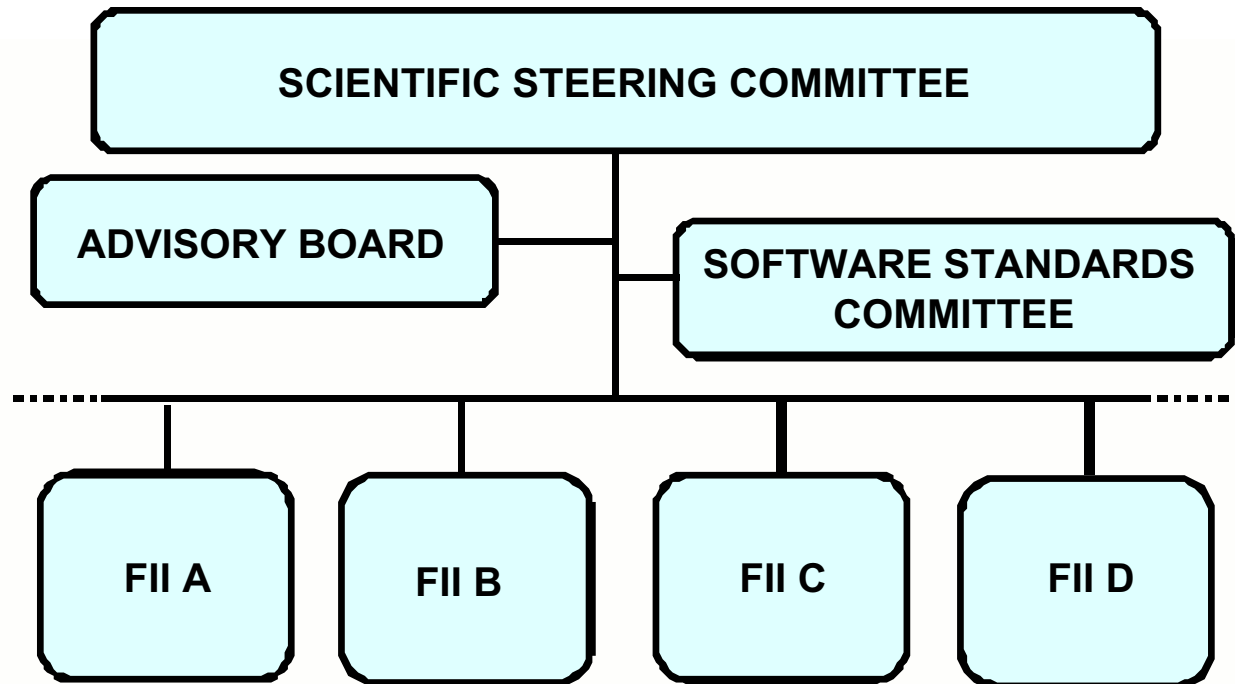 SCIENTIFIC STEERING COMMITTEE
ADVISORY BOARD
SOFTWARE STANDARDS
COMMITTEE
FII A
FII B
FII C
FII D